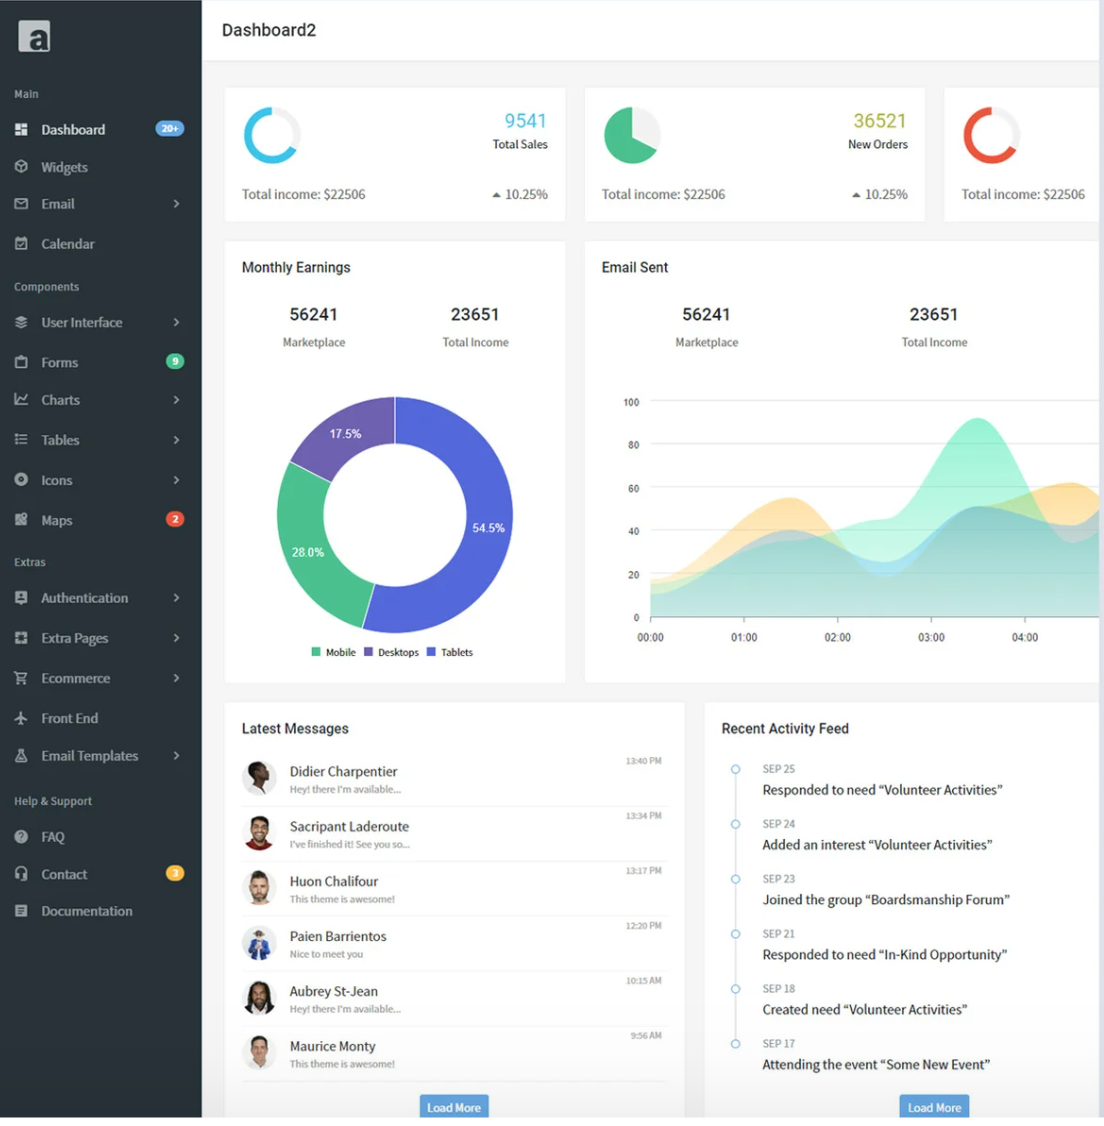 a
Dashboard2
Main
Dashboard 20+
Widgets
Email
Calendar
Components
User Interface
Forms 9
Charts
Tables
Icons
Maps 2
Extras
Authentication
Extra Pages
Ecommerce
Front End
Email Templates
Help & Support
FAQ
Contact 3
Documentation
9541
Total Sales
Total income: $22506 10.25%
36521
New Orders
Total income: $22506 10.25%
Total income: $22506
Monthly Earnings
56241 23651
Marketplace Total Income
17.5%
54.5%
28.0%
Mobile Desktops Tablets
Email Sent
56241 23651
Marketplace Total Income
100
80
60
40
20
0
00:00 01:00 02:00 03:00 04:00
Latest Messages
13:40 PM
Didier Charpentier
Hey! there I'm available...
13:34 PM
Sacripant Laderoute
I've finished it! See you so...
13:17 PM
Huon Chalifour
This theme is awesome!
12:20 PM
Paien Barrientos
Nice to meet you
10:15 AM
Aubrey St-Jean
Hey! there I'm available...
9:56 AM
Maurice Monty
This theme is awesome!
Load More
Recent Activity Feed
SEP 25
Responded to need “Volunteer Activities”
SEP 24
Added an interest “Volunteer Activities”
SEP 23
Joined the group “Boardsmanship Forum”
SEP 21
Responded to need “In-Kind Opportunity”
SEP 18
Created need “Volunteer Activities”
SEP 17
Attending the event “Some New Event”
Load More